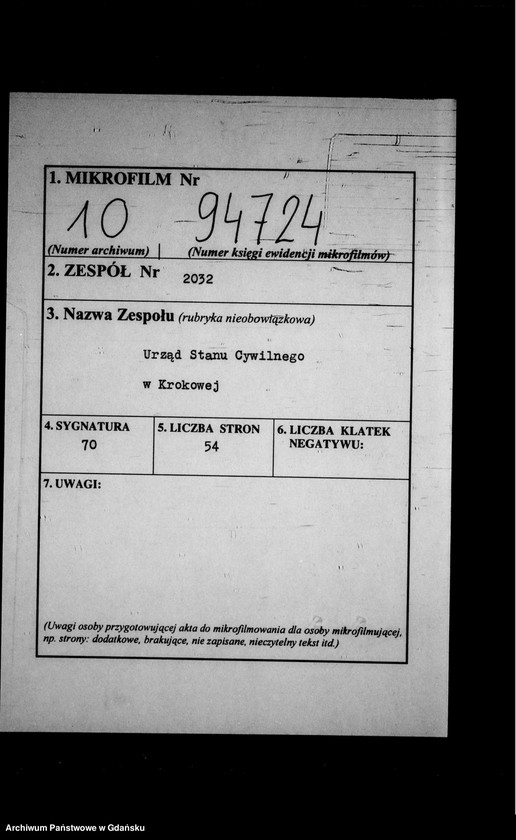 1. MIKROFILM Nr
10 94724
(Numer archiwum) (Numer księgi ewidencji mikrofilmów)
2. ZESPÓŁ Nr 2032
3. Nazwa Zespołu (rubryka nieobowiązkowa)
Urząd Stanu Cywilnego
w Krokowej
4. SYGNATURA 5. LICZBA STRON 6. LICZBA KLATEK
70 54 NEGATYWU:
7. UWAGI:
(Uwagi osoby przygotowującej akta do mikrofilmowania dla osoby mikrofilmującej,
np. strony: dodatkowe, brakujące, nie zapisane, nieczytelny tekst itd.)
Archiwum Państwowe w Gdańsku